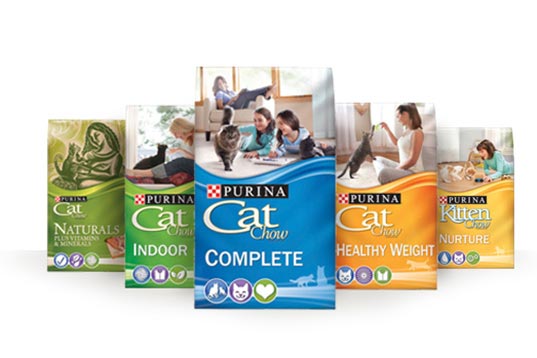 PURINA
Cat
Chow
NATURALS
PLUS VITAMINS
& MINERALS
PURINA
Cat
Chow
INDOOR
PURINA
Cat
Chow
COMPLETE
PURINA
Cat
Chow
HEALTHY WEIGHT
PURINA
Kitten
Chow
NURTURE